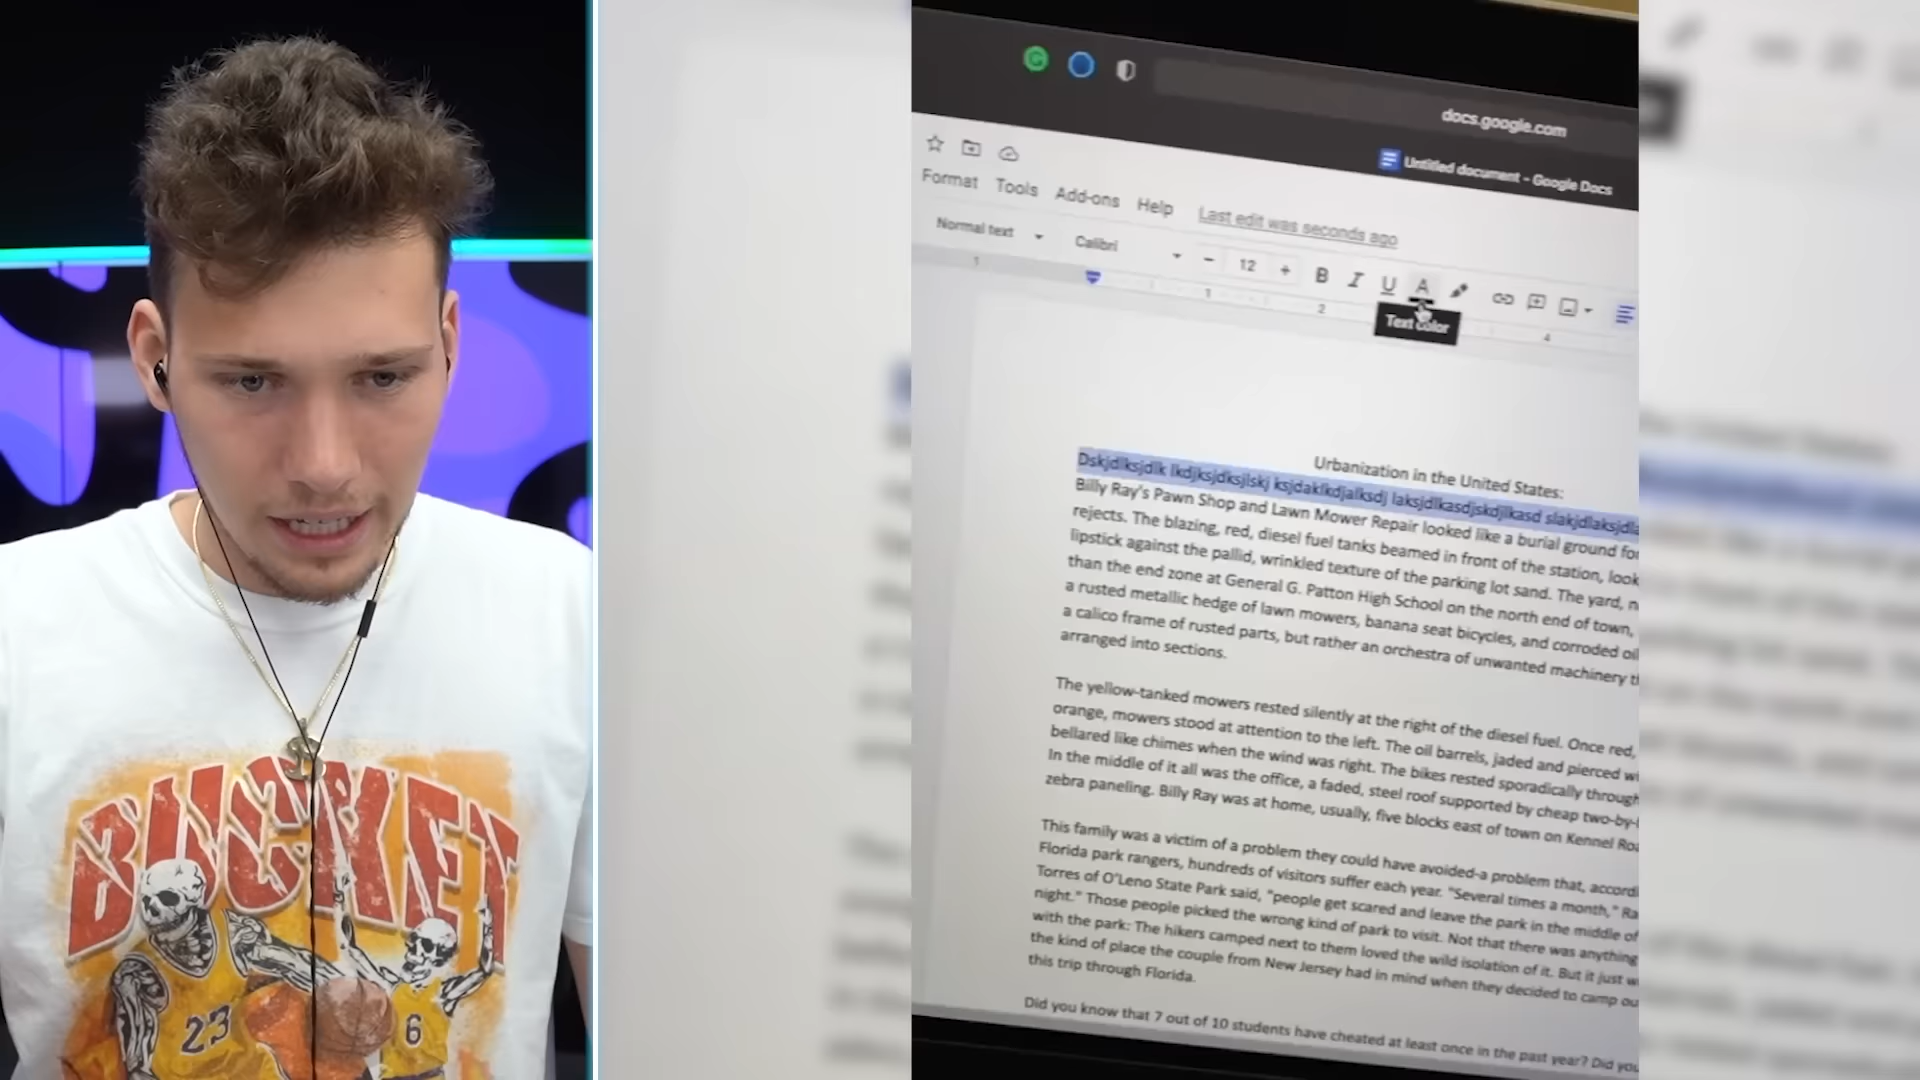 docs.google.com
Untitled document - Google Docs
Format Tools Add-ons Help Last edit was seconds ago
Normal text Calibri - 12 + B I U A
1 1 2 4
Text color
Urbanization in the United States:
Dskjdlksjdlk lkdjksjdksjlskj ksjdaklkdjalksdj laksjdlkasdjskdjlkasd slakjdlaksjdla
Billy Ray's Pawn Shop and Lawn Mower Repair looked like a burial ground fo
rejects. The blazing, red, diesel fuel tanks beamed in front of the station, look
lipstick against the pallid, wrinkled texture of the parking lot sand. The yard, n
than the end zone at General G. Patton High School on the north end of town,
a rusted metallic hedge of lawn mowers, banana seat bicycles, and corroded oil
a calico frame of rusted parts, but rather an orchestra of unwanted machinery t
arranged into sections.
The yellow-tanked mowers rested silently at the right of the diesel fuel. Once red,
orange, mowers stood at attention to the left. The oil barrels, jaded and pierced w
bellared like chimes when the wind was right. The bikes rested sporadically through
In the middle of it all was the office, a faded, steel roof supported by cheap two-by-
zebra paneling. Billy Ray was at home, usually, five blocks east of town on Kennel Roa
This family was a victim of a problem they could have avoided-a problem that, accordi
Florida park rangers, hundreds of visitors suffer each year. "Several times a month," Ra
Torres of O'Leno State Park said, "people get scared and leave the park in the middle of
night." Those people picked the wrong kind of park to visit. Not that there was anything
with the park: The hikers camped next to them loved the wild isolation of it. But it just w
the kind of place the couple from New Jersey had in mind when they decided to camp ou
this trip through Florida.
Did you know that 7 out of 10 students have cheated at least once in the past year? Did you
BUCKET
23
6